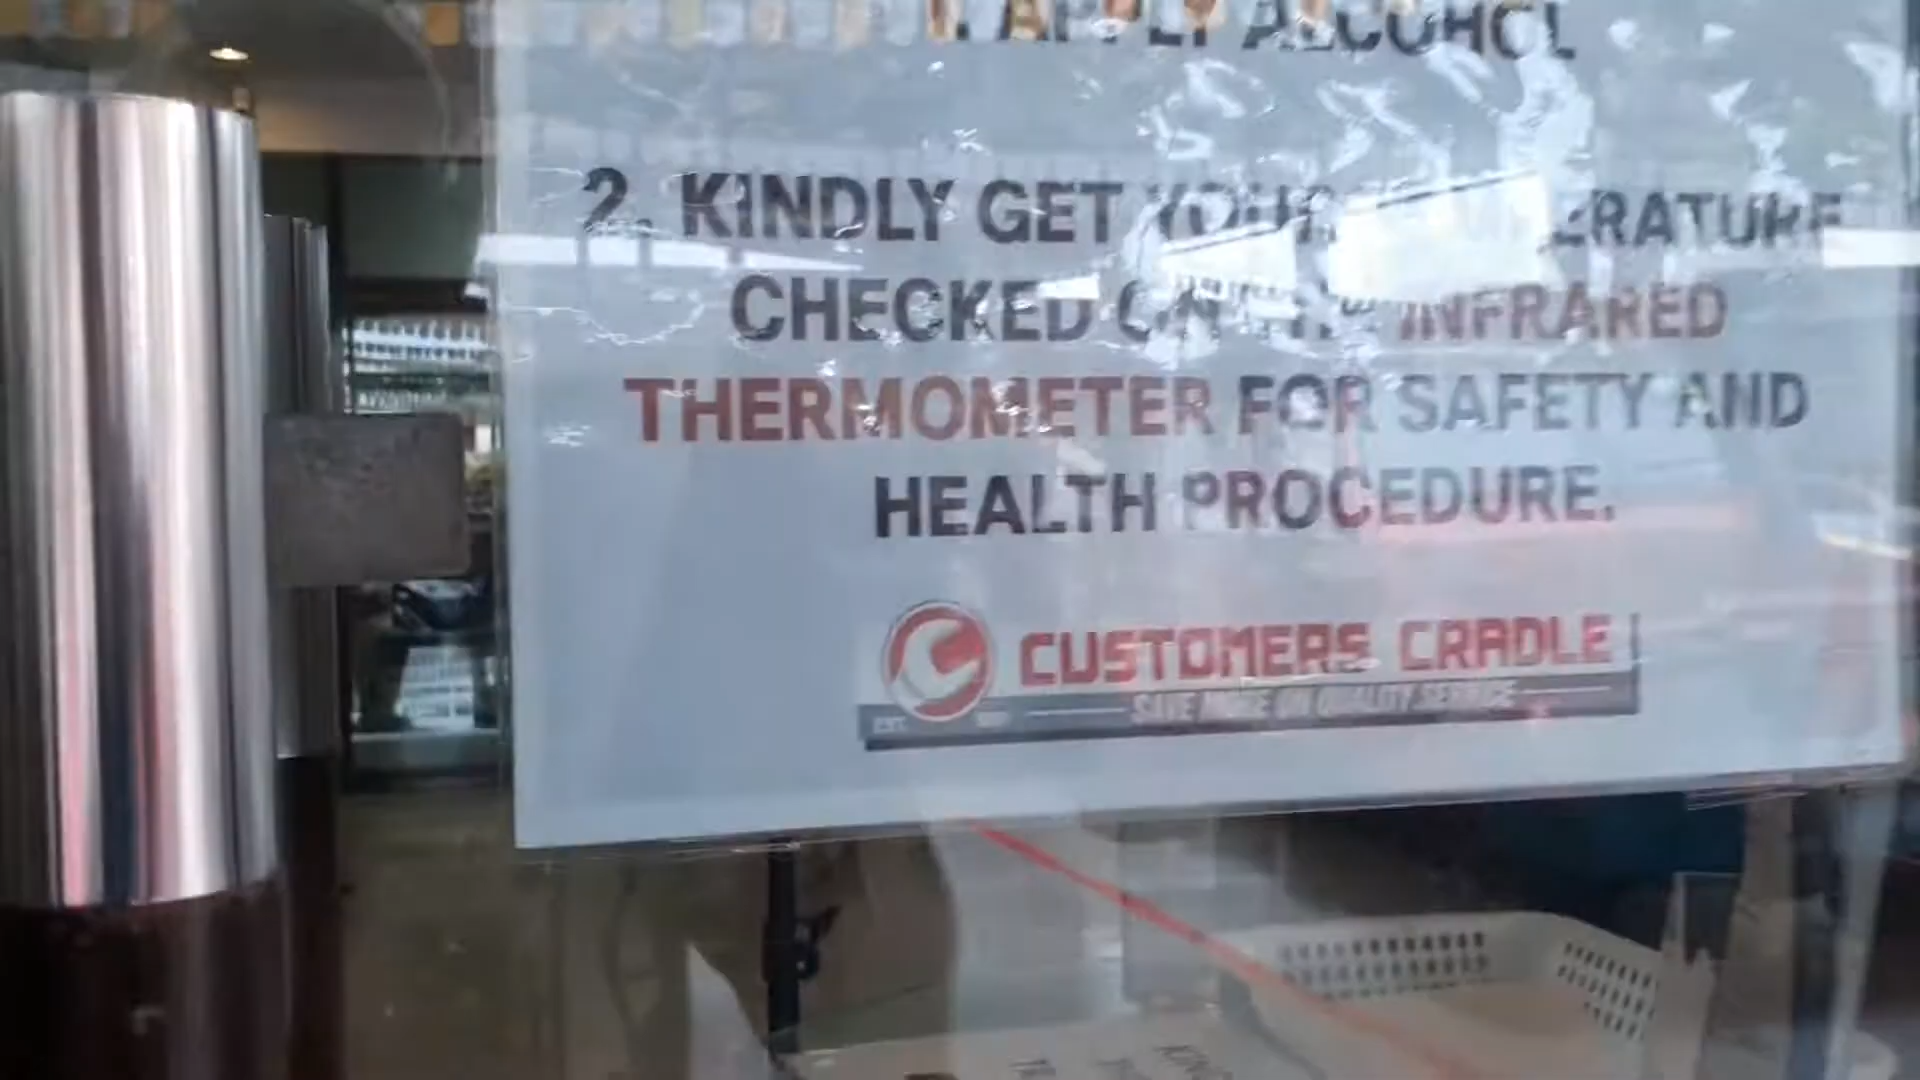 1. APPLY ALCOHOL
2. KINDLY GET YOUR TEMPERATURE
CHECKED ON THE INFRARED
THERMOMETER FOR SAFETY AND
HEALTH PROCEDURE.
CUSTOMERS CRADLE
SAVE MORE ON QUALITY SERVICE
EST.